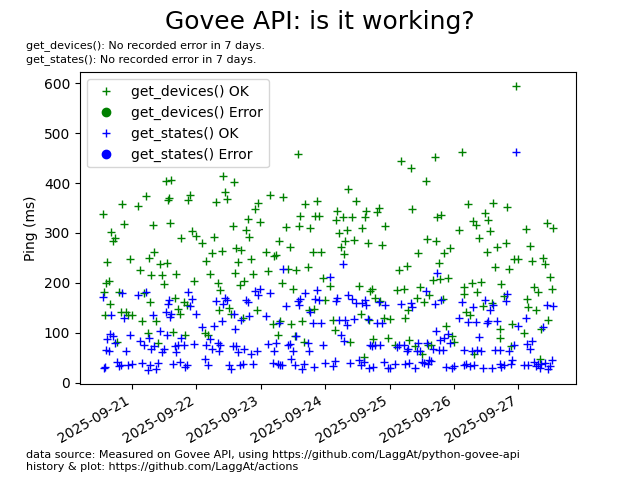 Govee API: is it working?
get_devices(): No recorded error in 7 days.
get_states(): No recorded error in 7 days.
get_devices() OK
get_devices() Error
get_states() OK
get_states() Error
Ping (ms)
600
500
400
300
200
100
0
2025-09-21
2025-09-22
2025-09-23
2025-09-24
2025-09-25
2025-09-26
2025-09-27
data source: Measured on Govee API, using https://github.com/LaggAt/python-govee-api
history & plot: https://github.com/LaggAt/actions